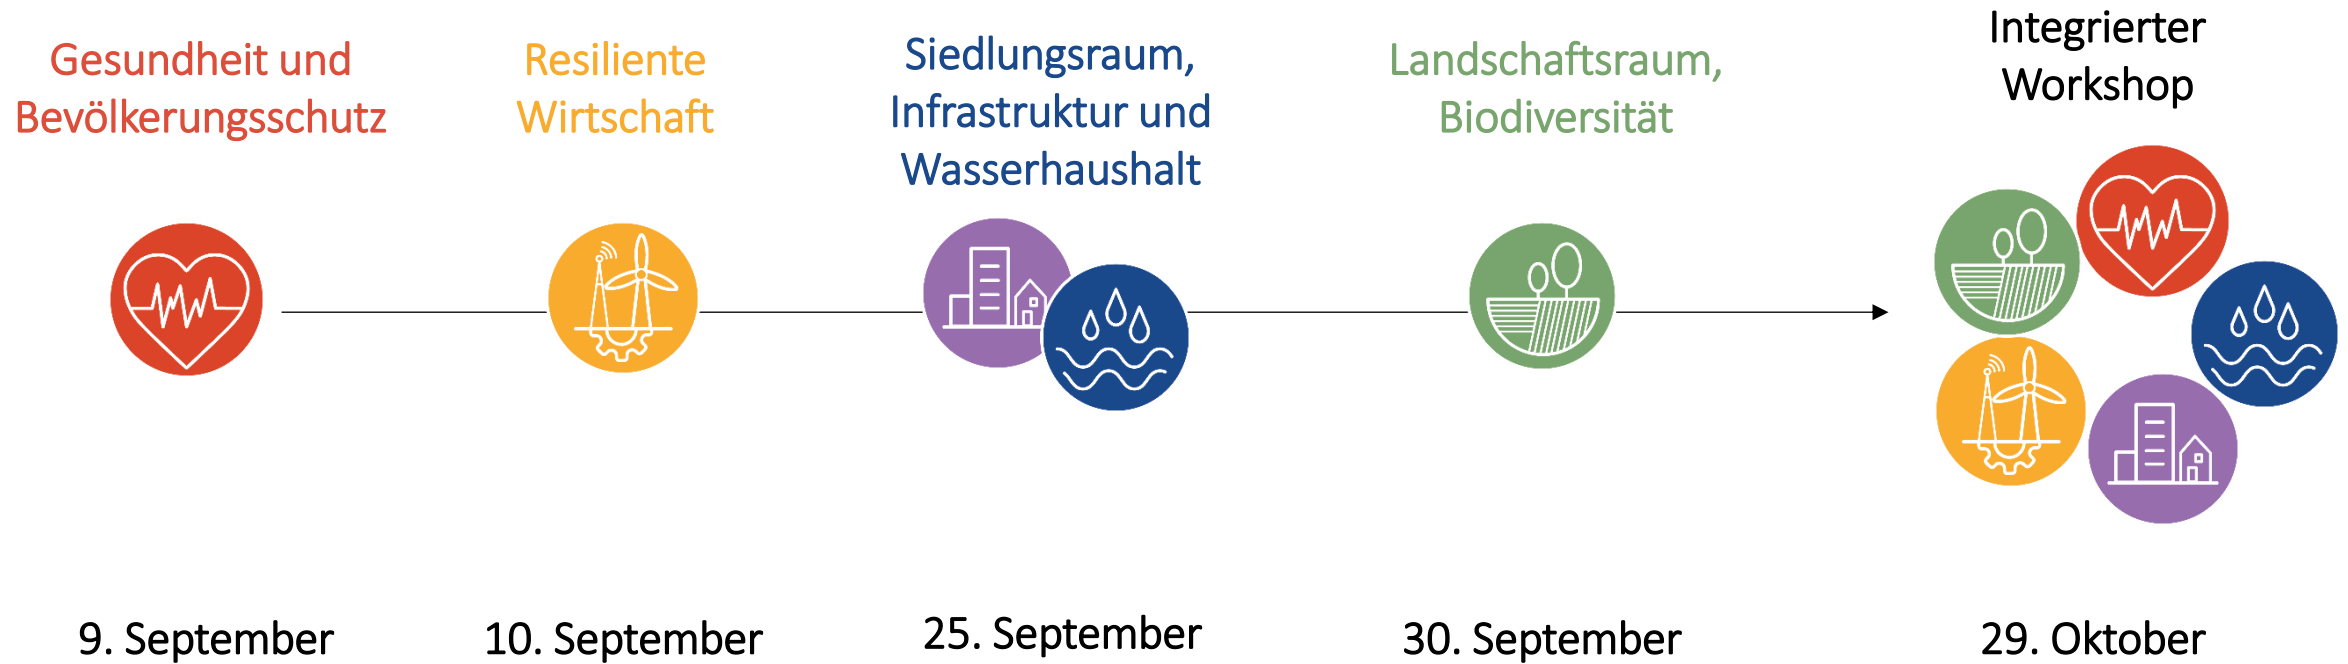 Gesundheit und
Bevölkerungsschutz
Resiliente
Wirtschaft
Siedlungsraum,
Infrastruktur und
Wasserhaushalt
Landschaftsraum,
Biodiversität
Integrierter
Workshop
9. September
10. September
25. September
30. September
29. Oktober